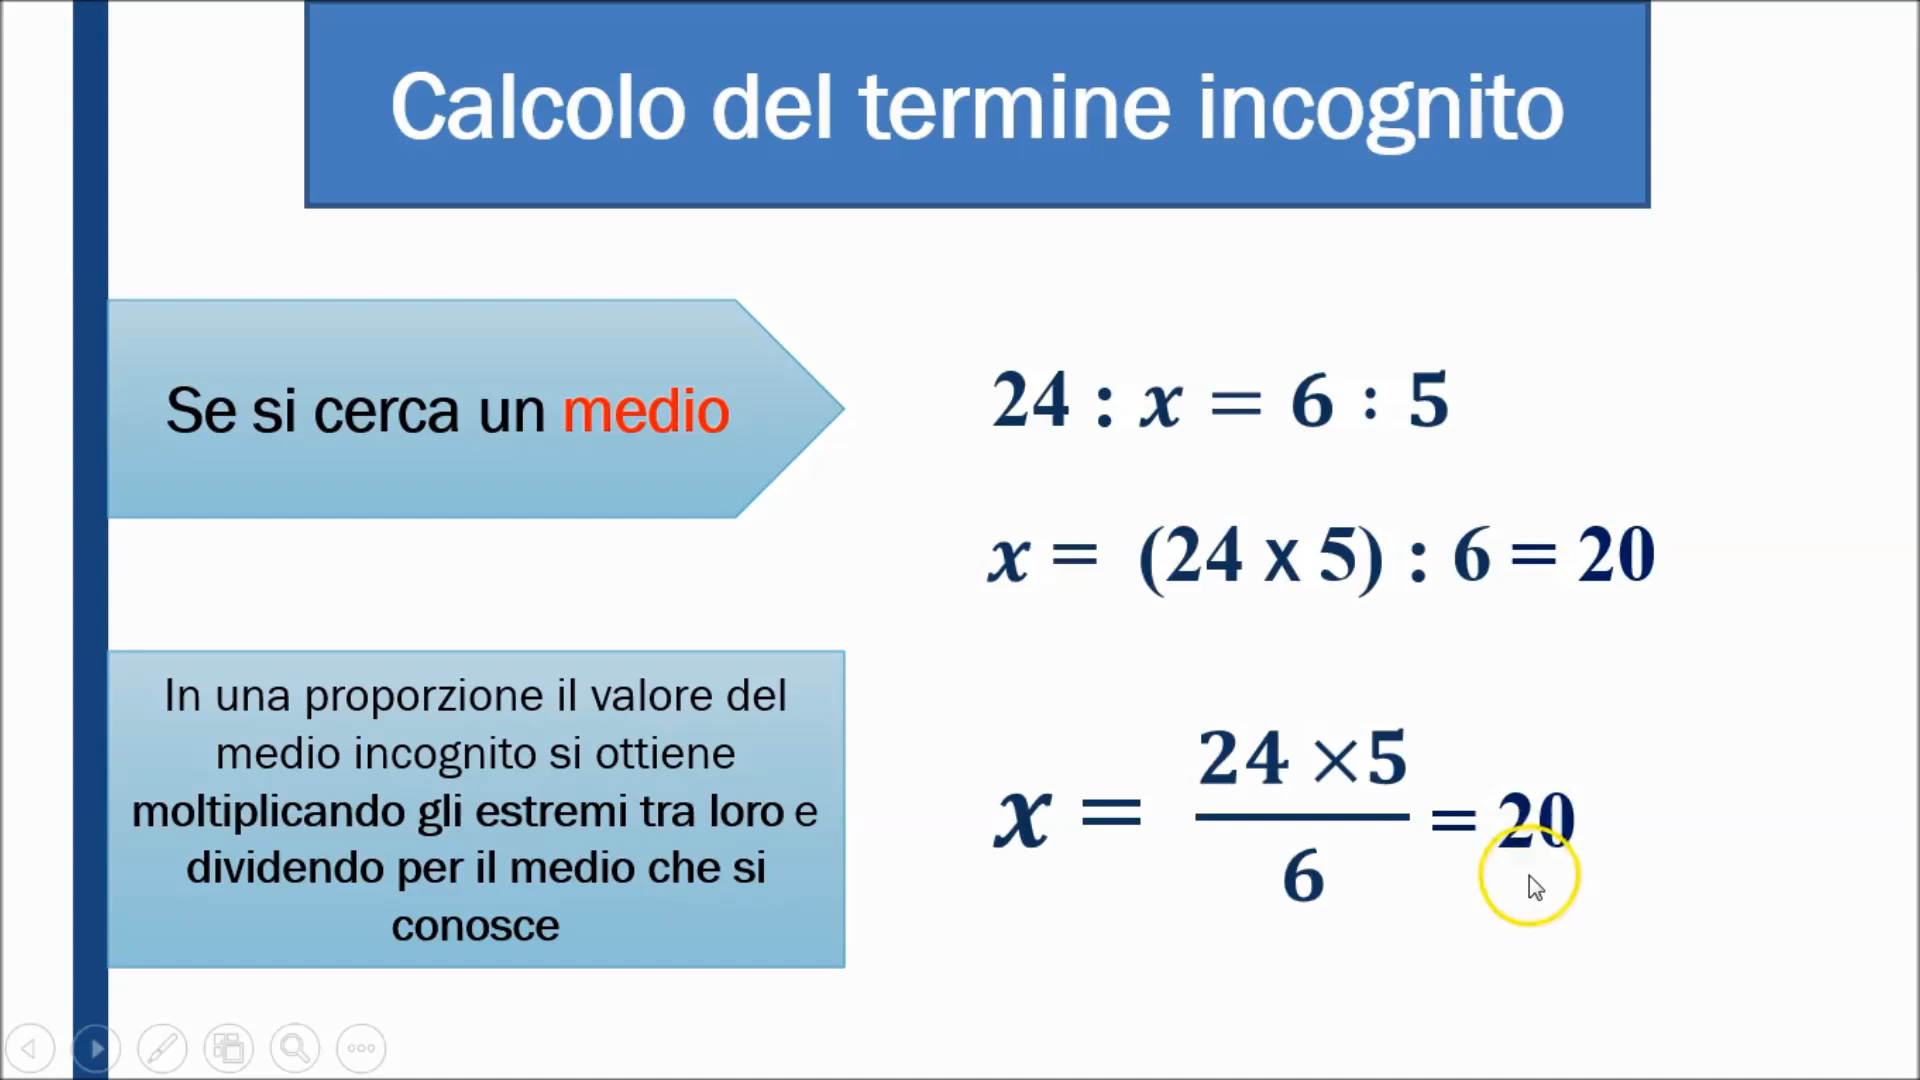 Calcolo del termine incognito
Se si cerca un medio
24 : x = 6 : 5
x = (24 x 5) : 6 = 20
In una proporzione il valore del
medio incognito si ottiene
moltiplicando gli estremi tra loro e
dividendo per il medio che si
conosce
24 ×5
x = = 20
6